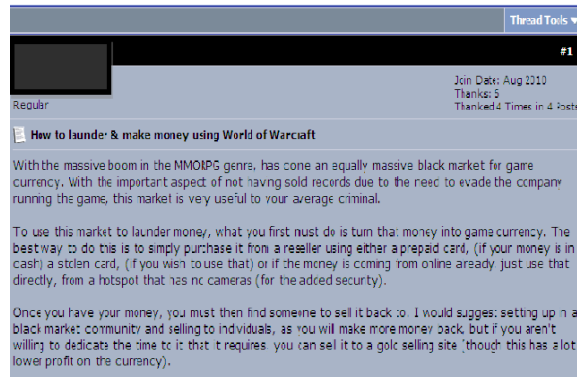 Thread Tools
#1
Join Date: Aug 2010
Thanks: 5
Regular
Thanked 4 Times in 4 Posts
How to launder & make money using World of Warcraft
With the massive boom in the MMORPG genre, has come an equally massive black market for game
currency. With the important aspect of not having sold records due to the need to evade the company
running the game, this market is very useful to your average criminal.
To use this market to launder money, what you first must do is turn that money into game currency. The
best way to do this is to simply purchase it from a reseller using either a prepaid card, (if your money is in
cash) a stolen card, (if you wish to use that) or if the money is coming from online already just use that
directly, from a hotspot that has no cameras (for the added security).
Once you have your money, you must then find someone to sell it back to. I would suggest setting up in a
black market community and selling to individuals, as you will make more money back, but if you aren't
willing to dedicate the time to it that it requires, you can sell it to a gold selling site (though this has a lot
lower profit on the currency).